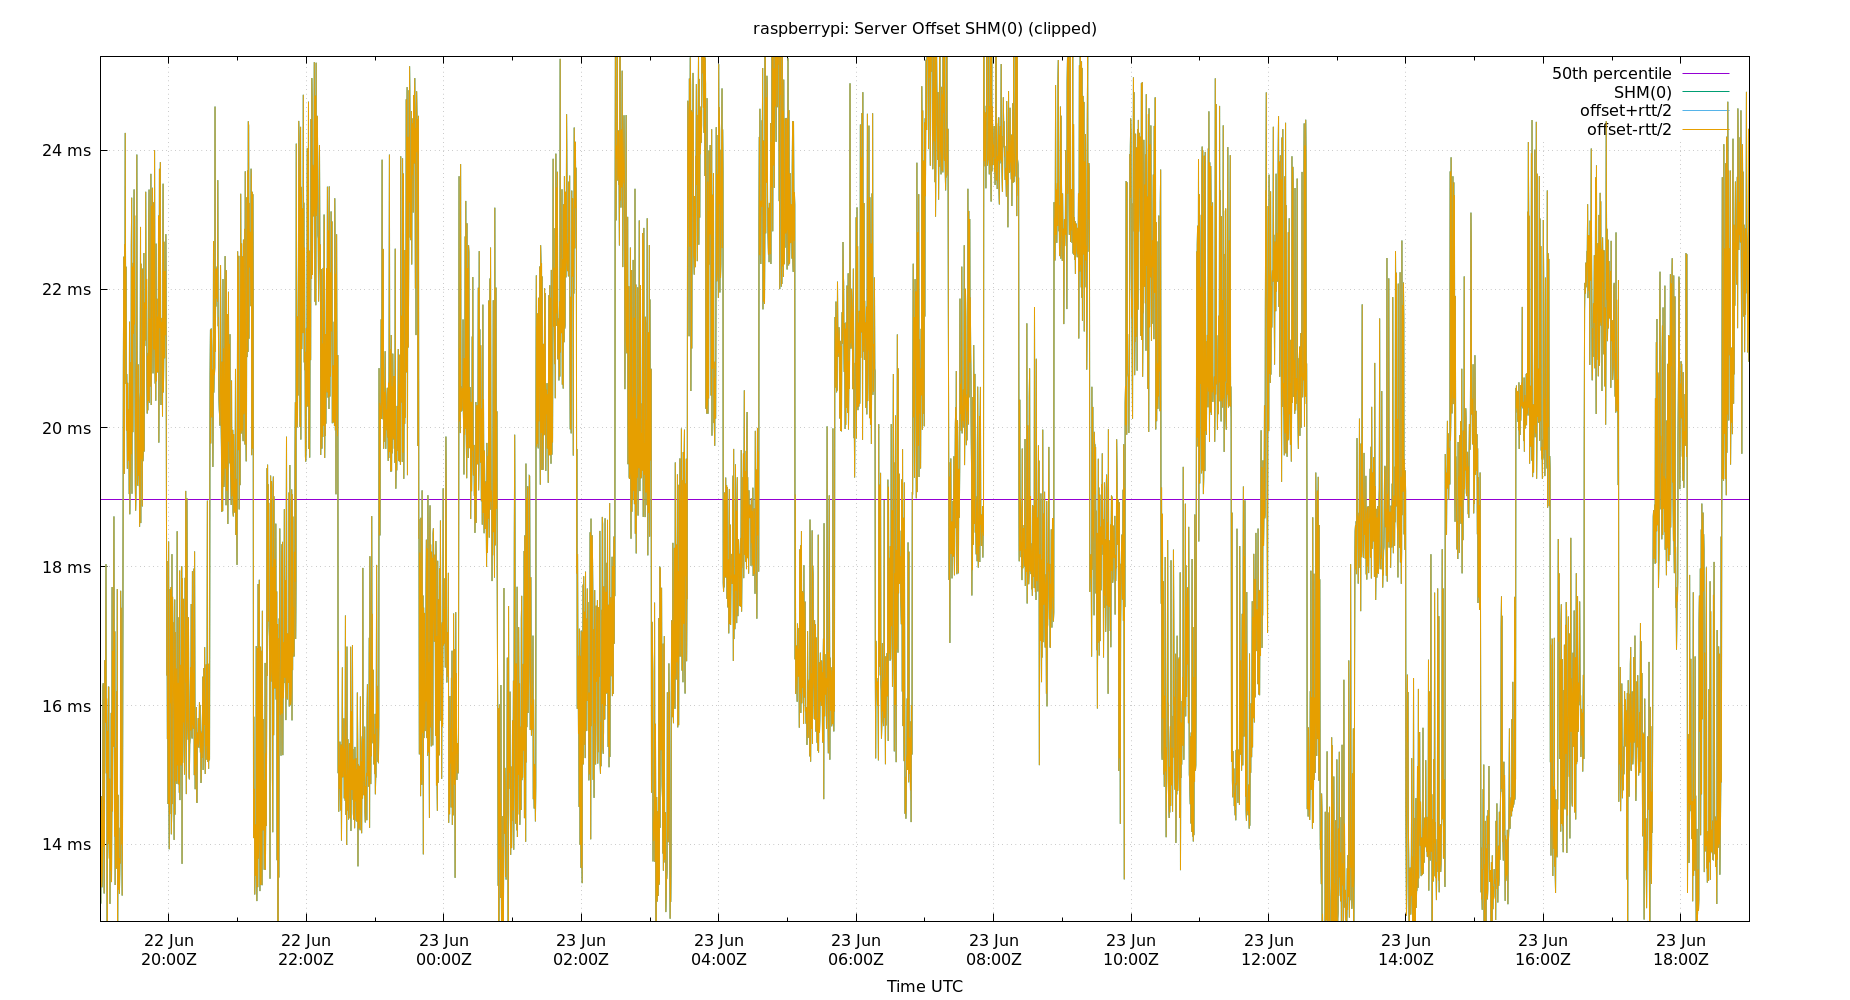 raspberrypi: Server Offset SHM(0) (clipped)
50th percentile
SHM(0)
offset+rtt/2
offset-rtt/2
24 ms
22 ms
20 ms
18 ms
16 ms
14 ms
22 Jun 22 Jun 23 Jun 23 Jun 23 Jun 23 Jun 23 Jun 23 Jun 23 Jun 23 Jun 23 Jun 23 Jun
20:00Z 22:00Z 00:00Z 02:00Z 04:00Z 06:00Z 08:00Z 10:00Z 12:00Z 14:00Z 16:00Z 18:00Z
Time UTC